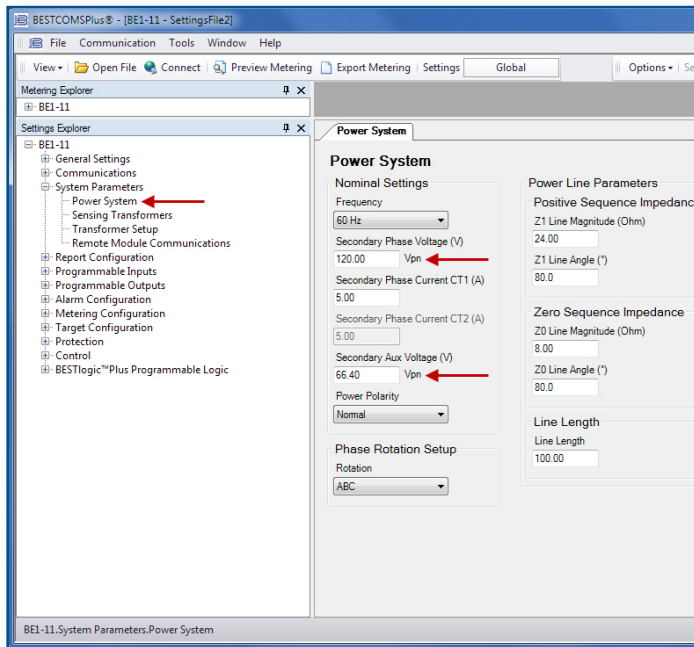 BESTCOMSPlus® - [BE1-11 - SettingsFile2]
File Communication Tools Window Help
View Open File Connect Preview Metering Export Metering Settings Global Options
Metering Explorer
BE1-11
Settings Explorer
BE1-11
General Settings
Communications
System Parameters
Power System
Sensing Transformers
Transformer Setup
Remote Module Communications
Report Configuration
Programmable Inputs
Programmable Outputs
Alarm Configuration
Metering Configuration
Target Configuration
Protection
Control
BESTlogic™Plus Programmable Logic
Power System
Power System
Nominal Settings
Frequency
60 Hz
Secondary Phase Voltage (V)
120.00 Vpn
Secondary Phase Current CT1 (A)
5.00
Secondary Phase Current CT2 (A)
5.00
Secondary Aux Voltage (V)
66.40 Vpn
Power Polarity
Normal
Phase Rotation Setup
Rotation
ABC
Power Line Parameters
Positive Sequence Impedanc
Z1 Line Magnitude (Ohm)
24.00
Z1 Line Angle (°)
80.0
Zero Sequence Impedance
Z0 Line Magnitude (Ohm)
8.00
Z0 Line Angle (°)
80.0
Line Length
Line Length
100.00
BE1-11.System Parameters.Power System